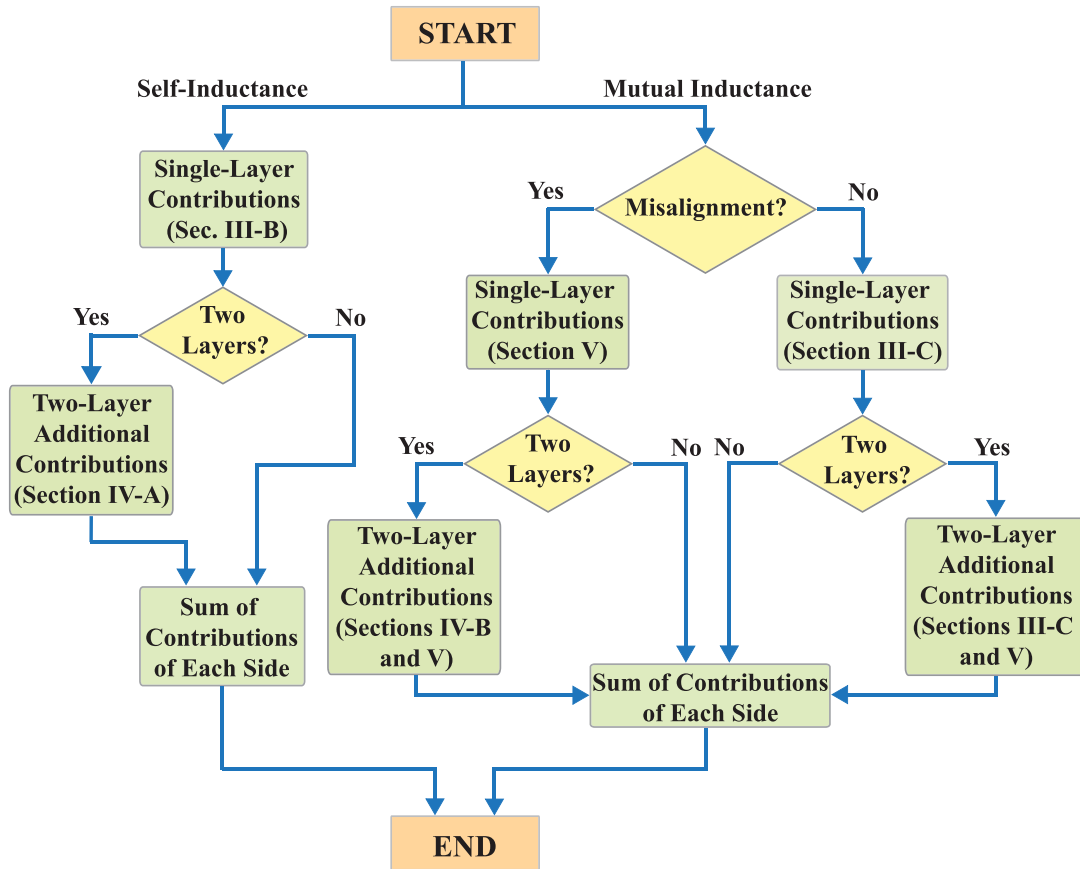 START
Self-Inductance
Mutual Inductance
Single-Layer
Contributions
(Sec. III-B)
Yes
Misalignment?
No
Two
Layers?
Yes
No
Single-Layer
Contributions
(Section V)
Single-Layer
Contributions
(Section III-C)
Two-Layer
Additional
Contributions
(Section IV-A)
Yes
Two
Layers?
No
No
Two
Layers?
Yes
Two-Layer
Additional
Contributions
(Sections IV-B
and V)
Two-Layer
Additional
Contributions
(Sections III-C
and V)
Sum of
Contributions
of Each Side
Sum of Contributions
of Each Side
END